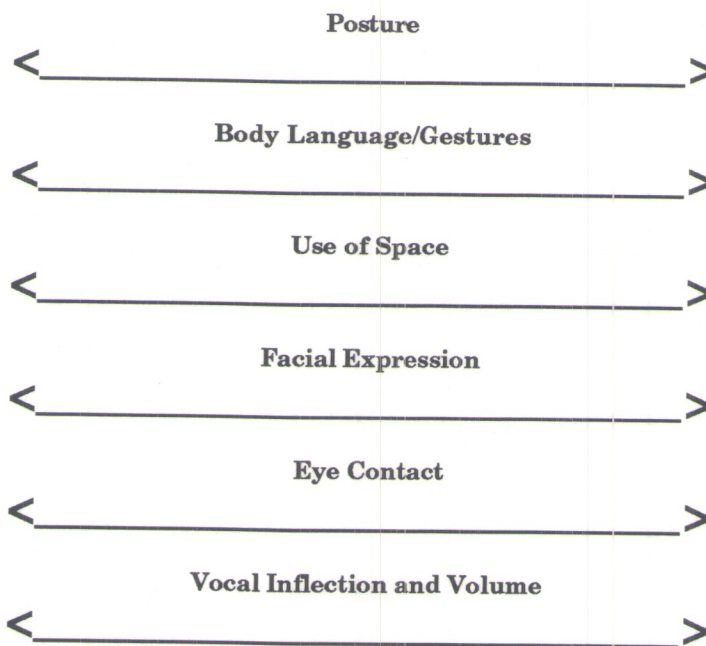 Posture
Body Language/Gestures
Use of Space
Facial Expression
Eye Contact
Vocal Inflection and Volume